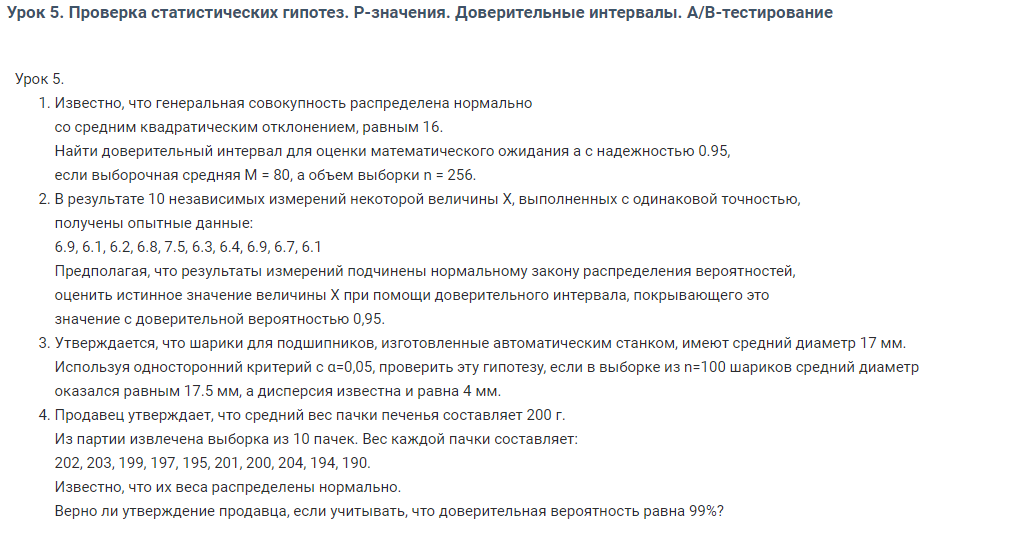 Урок 5. Проверка статистических гипотез. P-значения. Доверительные интервалы. A/B-тестирование
Урок 5.
1. Известно, что генеральная совокупность распределена нормально
со средним квадратическим отклонением, равным 16.
Найти доверительный интервал для оценки математического ожидания a с надежностью 0.95,
если выборочная средняя M = 80, а объем выборки n = 256.
2. В результате 10 независимых измерений некоторой величины X, выполненных с одинаковой точностью,
получены опытные данные:
6.9, 6.1, 6.2, 6.8, 7.5, 6.3, 6.4, 6.9, 6.7, 6.1
Предполагая, что результаты измерений подчинены нормальному закону распределения вероятностей,
оценить истинное значение величины X при помощи доверительного интервала, покрывающего это
значение с доверительной вероятностью 0,95.
3. Утверждается, что шарики для подшипников, изготовленные автоматическим станком, имеют средний диаметр 17 мм.
Используя односторонний критерий с α=0,05, проверить эту гипотезу, если в выборке из n=100 шариков средний диаметр
оказался равным 17.5 мм, а дисперсия известна и равна 4 мм.
4. Продавец утверждает, что средний вес пачки печенья составляет 200 г.
Из партии извлечена выборка из 10 пачек. Вес каждой пачки составляет:
202, 203, 199, 197, 195, 201, 200, 204, 194, 190.
Известно, что их веса распределены нормально.
Верно ли утверждение продавца, если учитывать, что доверительная вероятность равна 99%?